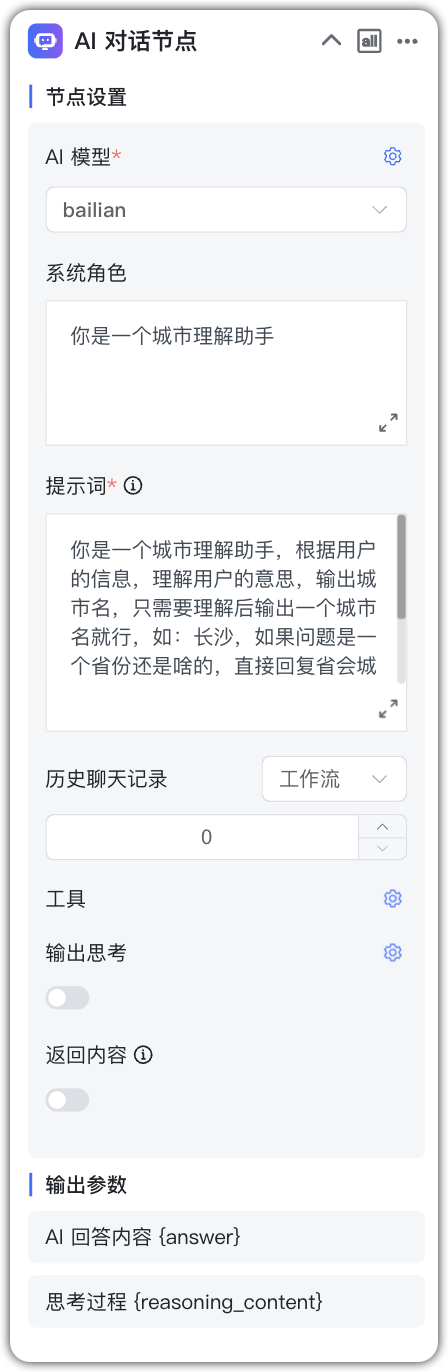 AI 对话节点
all
节点设置
AI 模型*
bailian
系统角色
你是一个城市理解助手
提示词*
你是一个城市理解助手，根据用户
的信息，理解用户的意思，输出城
市名，只需要理解后输出一个城市
名就行，如：长沙，如果问题是一
个省份还是啥的，直接回复省会城
历史聊天记录
工作流
0
工具
输出思考
返回内容
输出参数
AI 回答内容 {answer}
思考过程 {reasoning_content}